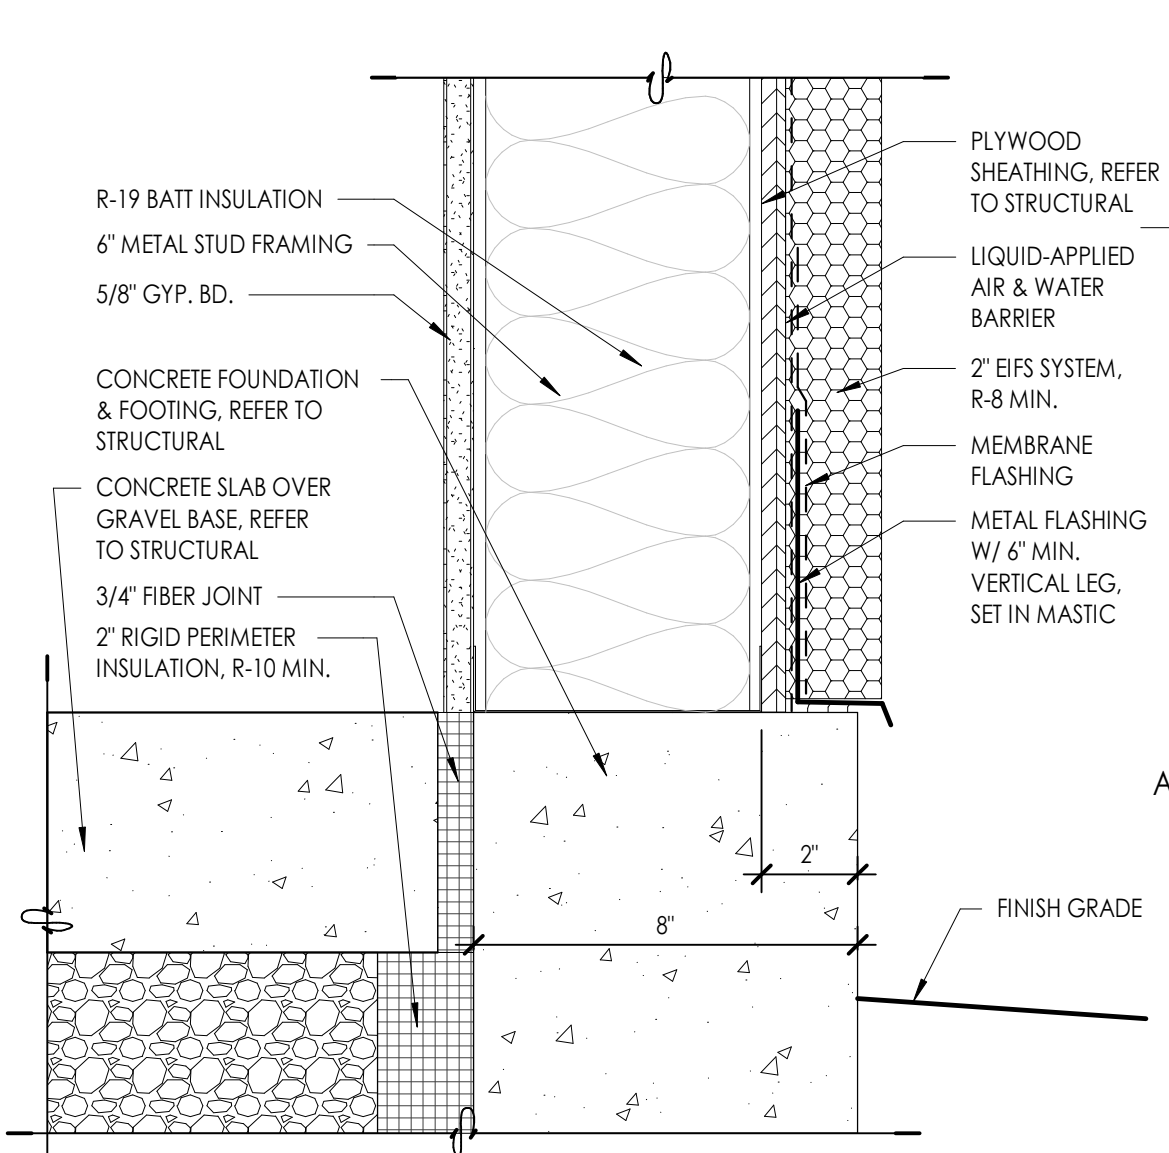 R-19 BATT INSULATION
6" METAL STUD FRAMING
5/8" GYP. BD.
CONCRETE FOUNDATION
& FOOTING, REFER TO
STRUCTURAL
CONCRETE SLAB OVER
GRAVEL BASE, REFER
TO STRUCTURAL
3/4" FIBER JOINT
2" RIGID PERIMETER
INSULATION, R-10 MIN.
PLYWOOD
SHEATHING, REFER
TO STRUCTURAL
LIQUID-APPLIED
AIR & WATER
BARRIER
2" EIFS SYSTEM,
R-8 MIN.
MEMBRANE
FLASHING
METAL FLASHING
W/ 6" MIN.
VERTICAL LEG,
SET IN MASTIC
A
2"
8"
FINISH GRADE